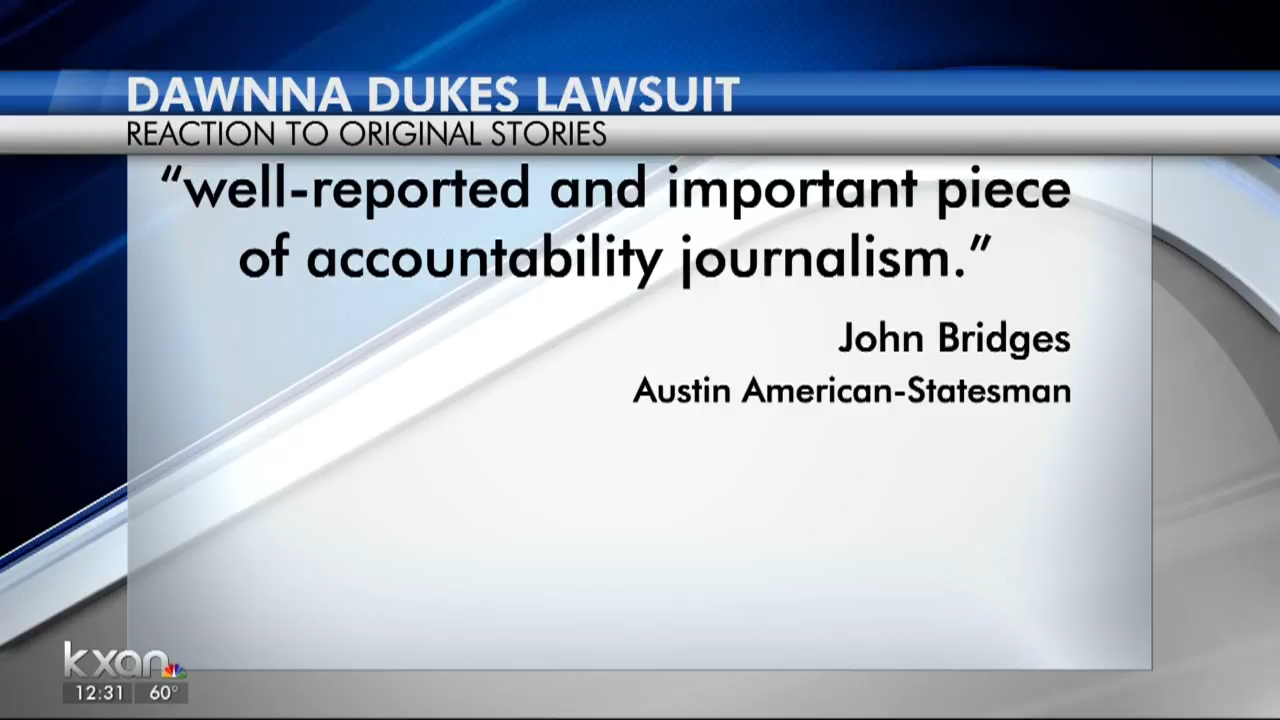 DAWNNA DUKES LAWSUIT
REACTION TO ORIGINAL STORIES
“well-reported and important piece
of accountability journalism.”
John Bridges
Austin American-Statesman
kxan
12:31 60°